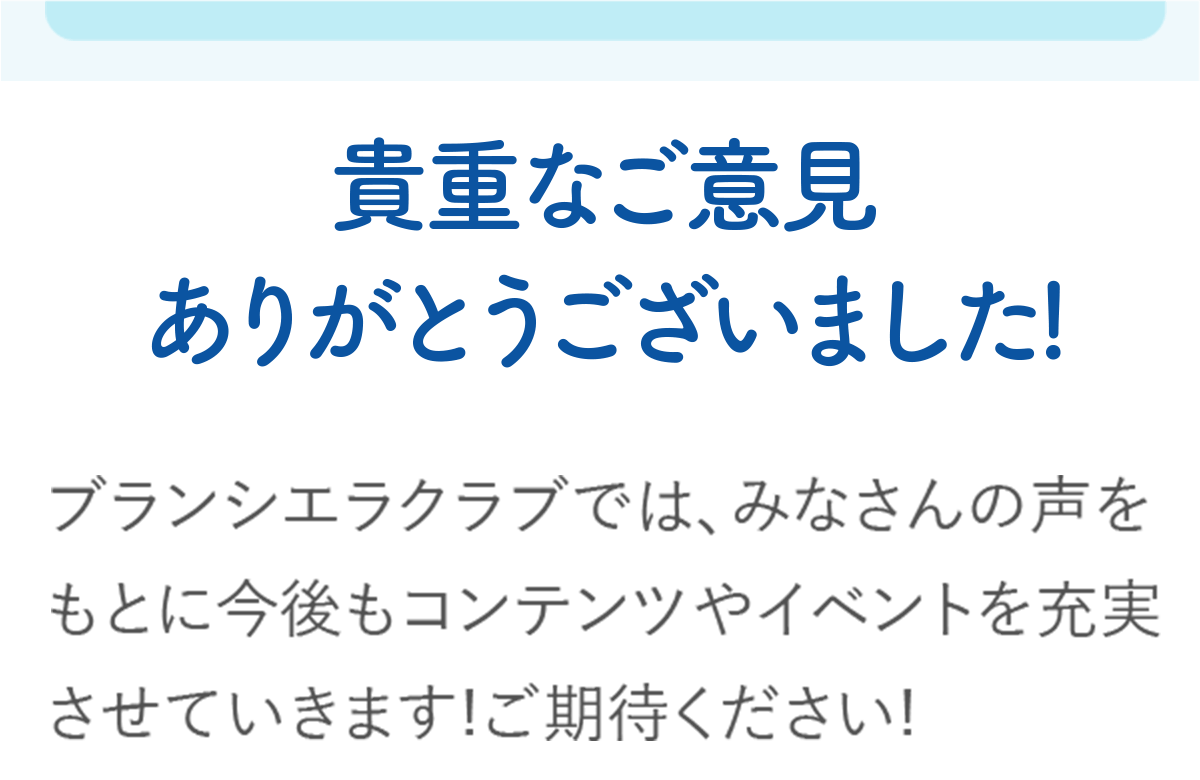 貴重なご意見
ありがとうございました!
ブランシエラクラブでは、みなさんの声を
もとに今後もコンテンツやイベントを充実
させていきます!ご期待ください!